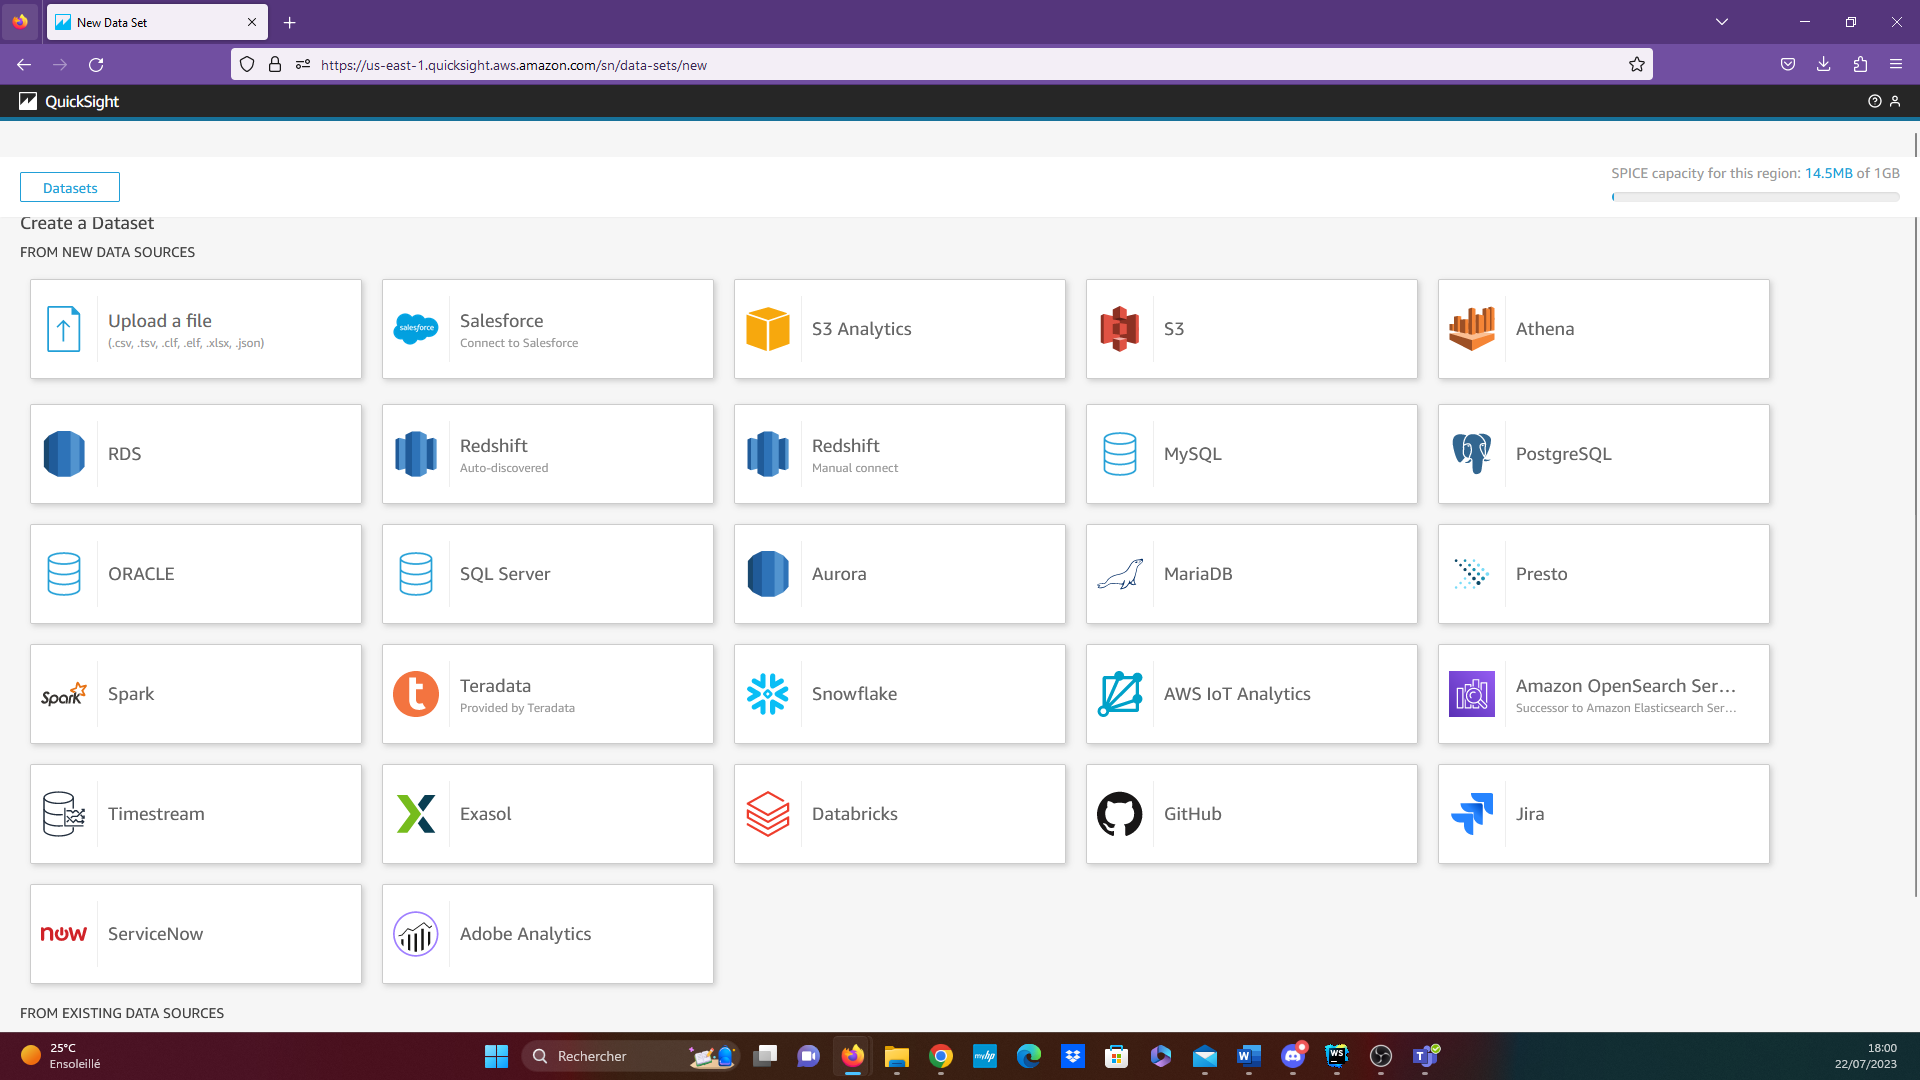 New Data Set
https://us-east-1.quicksight.aws.amazon.com/sn/data-sets/new
QuickSight
Datasets
SPICE capacity for this region: 14.5MB of 1GB
Create a Dataset
FROM NEW DATA SOURCES
Upload a file
(.csv, .tsv, .clf, .elf, .xlsx, .json)
salesforce
Salesforce
Connect to Salesforce
S3 Analytics
S3
Athena
RDS
Redshift
Auto-discovered
Redshift
Manual connect
MySQL
PostgreSQL
ORACLE
SQL Server
Aurora
MariaDB
Presto
Spark
Spark
t
Teradata
Provided by Teradata
Snowflake
AWS IoT Analytics
Amazon OpenSearch Ser...
Successor to Amazon Elasticsearch Ser...
Timestream
Exasol
Databricks
GitHub
Jira
now
ServiceNow
Adobe Analytics
FROM EXISTING DATA SOURCES
25°C
Ensoleillé
Rechercher
myhp
W
WS
T
18:00
22/07/2023